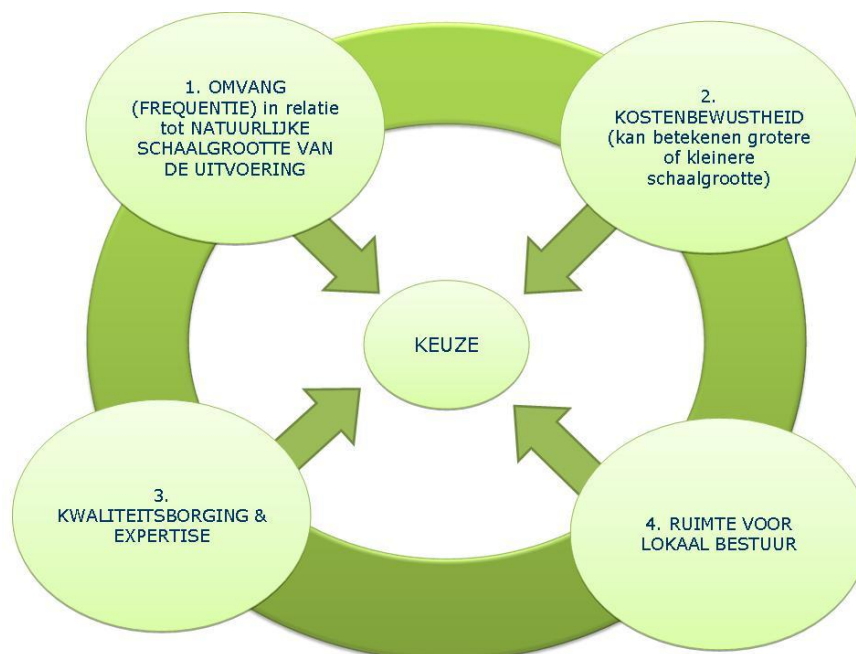 1. OMVANG
(FREQUENTIE) in relatie
tot NATUURLIJKE
SCHAALGROOTTE VAN
DE UITVOERING
2.
KOSTENBEWUSTHEID
(kan betekenen grotere
of kleinere
schaalgrootte)
KEUZE
3.
KWALITEITSBORGING &
EXPERTISE
4. RUIMTE VOOR
LOKAAL BESTUUR